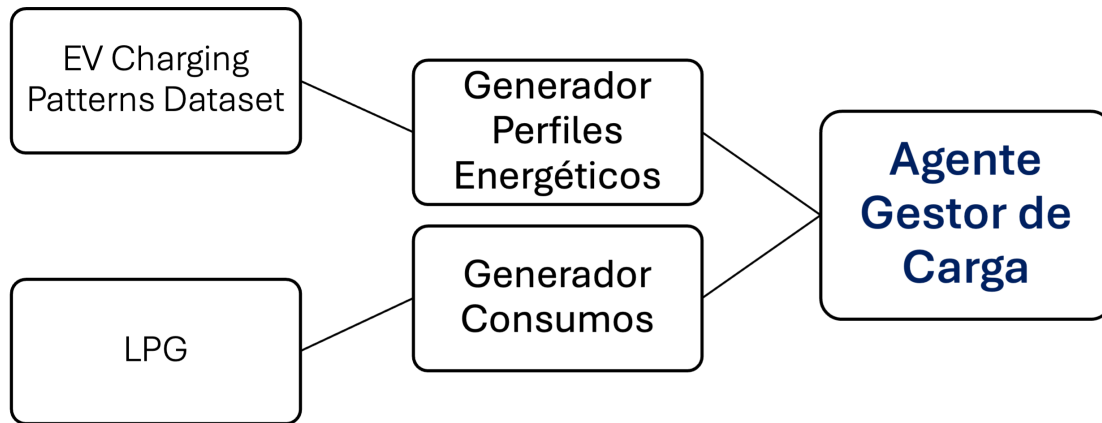 EV Charging
Patterns Dataset
Generador
Perfiles
Energéticos
Agente
Gestor de
Carga
Generador
Consumos
LPG